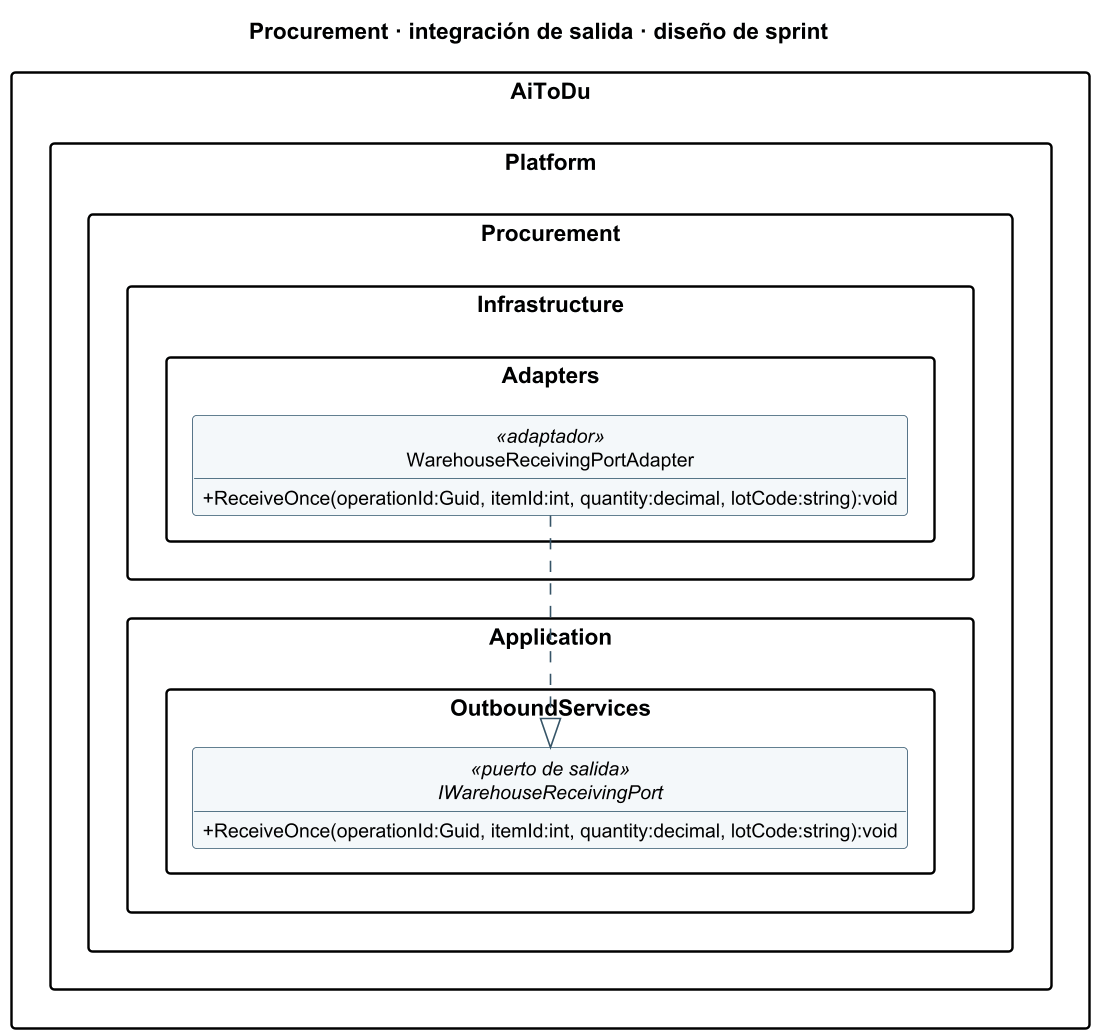 Procurement · integración de salida · diseño de sprint
AiToDu
Platform
Procurement
Infrastructure
Adapters
«adaptador»
WarehouseReceivingPortAdapter
+ReceiveOnce(operationId:Guid, itemId:int, quantity:decimal, lotCode:string):void
Application
OutboundServices
«puerto de salida»
IWarehouseReceivingPort
+ReceiveOnce(operationId:Guid, itemId:int, quantity:decimal, lotCode:string):void